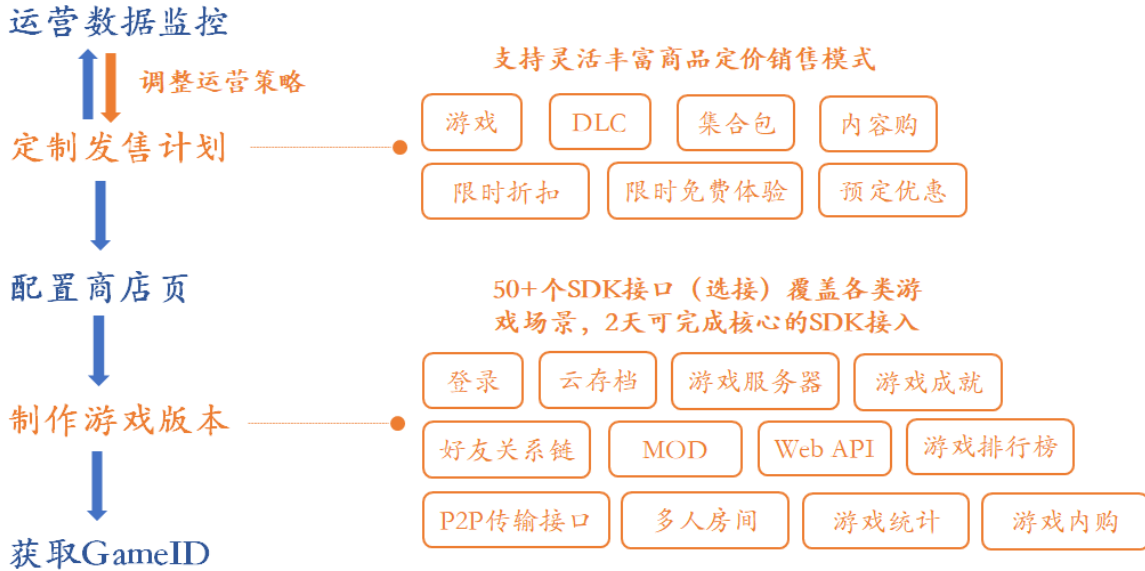 运营数据监控
调整运营策略
定制发售计划
支持灵活丰富商品定价销售模式
游戏 DLC 集合包 内容购
限时折扣 限时免费体验 预定优惠
配置商店页
50+个SDK接口（选接）覆盖各类游
戏场景，2天可完成核心的SDK接入
制作游戏版本
登录 云存档 游戏服务器 游戏成就
好友关系链 MOD Web API 游戏排行榜
P2P传输接口 多人房间 游戏统计 游戏内购
获取GameID